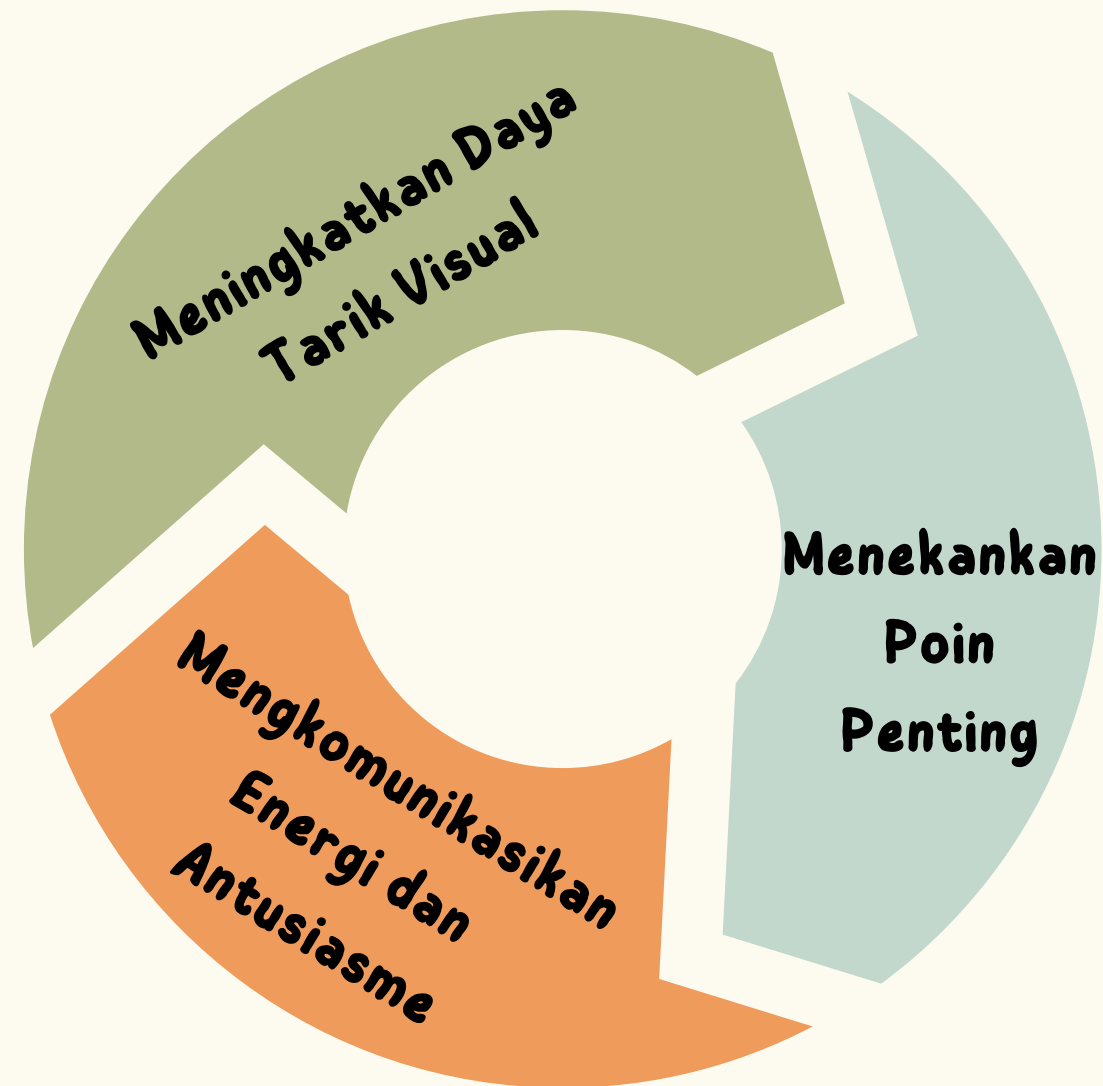 Meningkatkan Daya
Tarik Visual
Menekankan
Poin
Penting
Mengkomunikasikan
Energi dan
Antusiasme